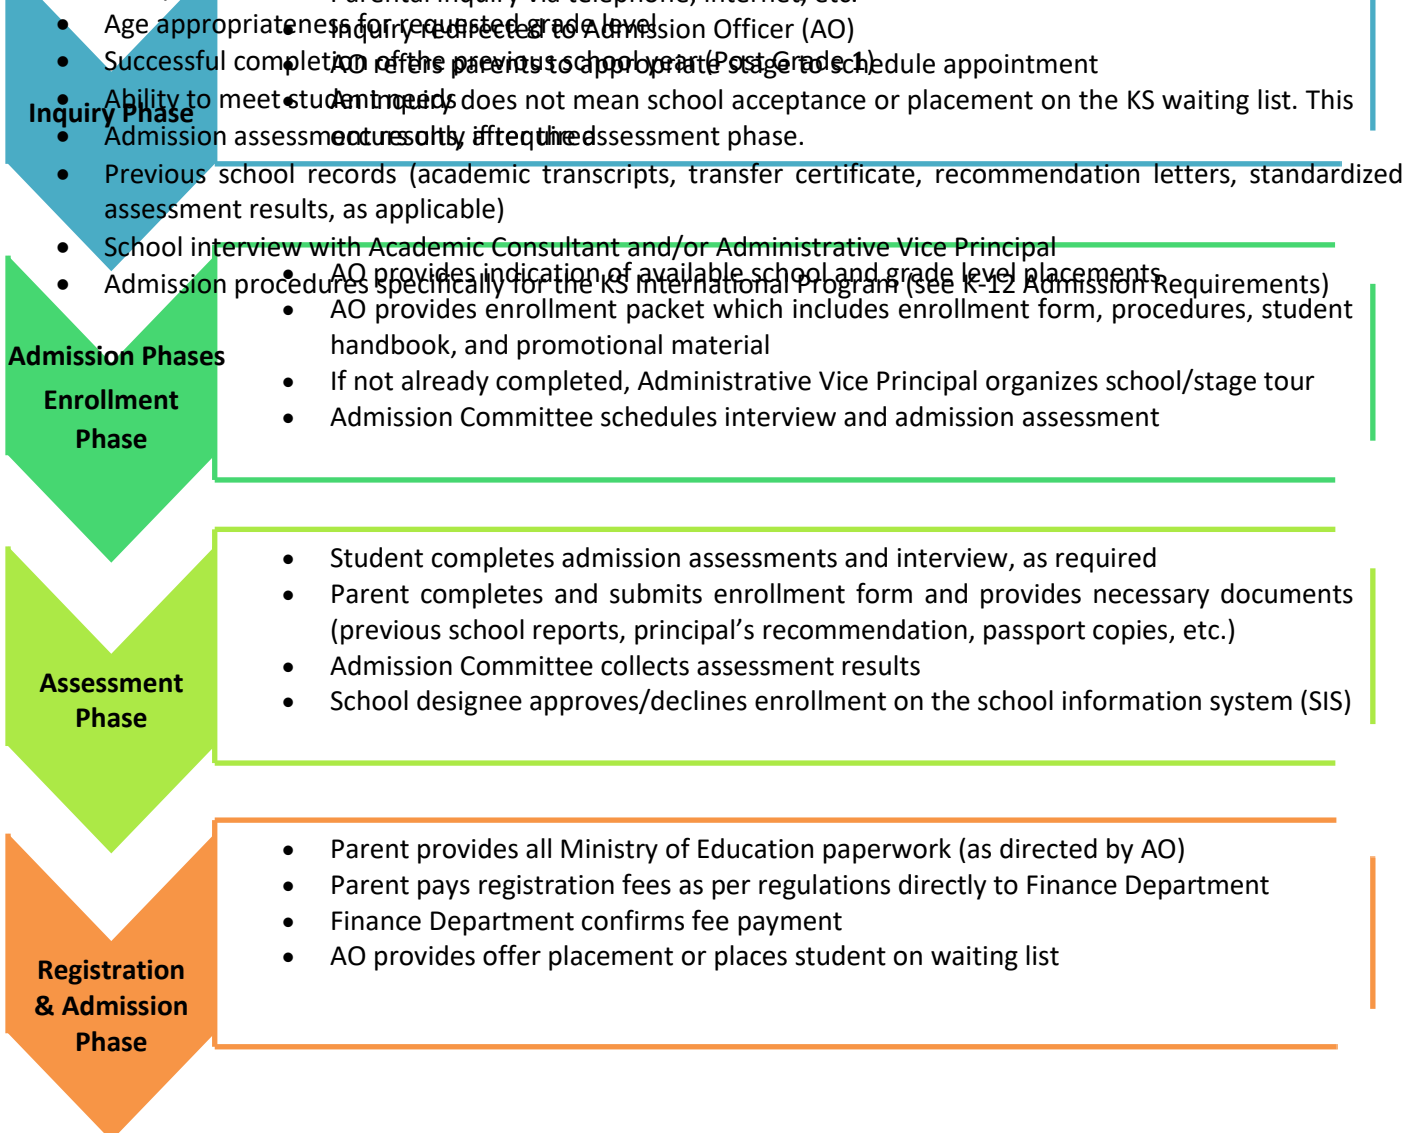 Parental inquiry via telephone, internet, etc.
• Age appropriateness for requested grade level
• Inquiry redirected to Admission Officer (AO)
• Successful completion of the previous school year (Post Grade 1)
• AO refers parents to appropriate stage to schedule appointment
• Ability to meet student needs
• An inquiry does not mean school acceptance or placement on the KS waiting list. This
Inquiry Phase
• Admission assessment results, if required
occurs only after the assessment phase.
• Previous school records (academic transcripts, transfer certificate, recommendation letters, standardized
assessment results, as applicable)
• School interview with Academic Consultant and/or Administrative Vice Principal
• AO provides indication of available school and grade level placements
• Admission procedures specifically for the KS International Program (see K-12 Admission Requirements)
• AO provides enrollment packet which includes enrollment form, procedures, student
handbook, and promotional material
Admission Phases
• If not already completed, Administrative Vice Principal organizes school/stage tour
Enrollment
Phase
• Admission Committee schedules interview and admission assessment
• Student completes admission assessments and interview, as required
• Parent completes and submits enrollment form and provides necessary documents
(previous school reports, principal’s recommendation, passport copies, etc.)
• Admission Committee collects assessment results
Assessment
Phase
• School designee approves/declines enrollment on the school information system (SIS)
• Parent provides all Ministry of Education paperwork (as directed by AO)
• Parent pays registration fees as per regulations directly to Finance Department
• Finance Department confirms fee payment
• AO provides offer placement or places student on waiting list
Registration
& Admission
Phase